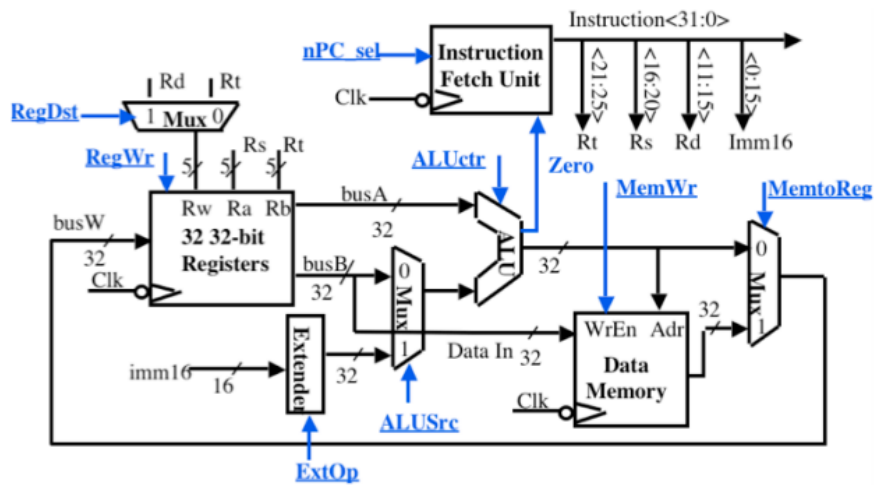 Instruction<31:0>
nPC_sel
Instruction
Fetch Unit
Clk
Rd Rt
<21:25>
<16:20>
<11:15>
<0:15>
RegDst
1 Mux 0
Rt Rs Rd Imm16
RegWr
5 5 5
Rs Rt
ALUctr
Zero
MemWr
MemtoReg
busW
32
Rw Ra Rb
32 32-bit
Registers
Clk
busA
32
busB
32
0
Mux
1
ALU
32
0
Mux
1
32
imm16
16
Extender
32
Data In 32
WrEn Adr
Data
Memory
Clk
ALUSrc
ExtOp